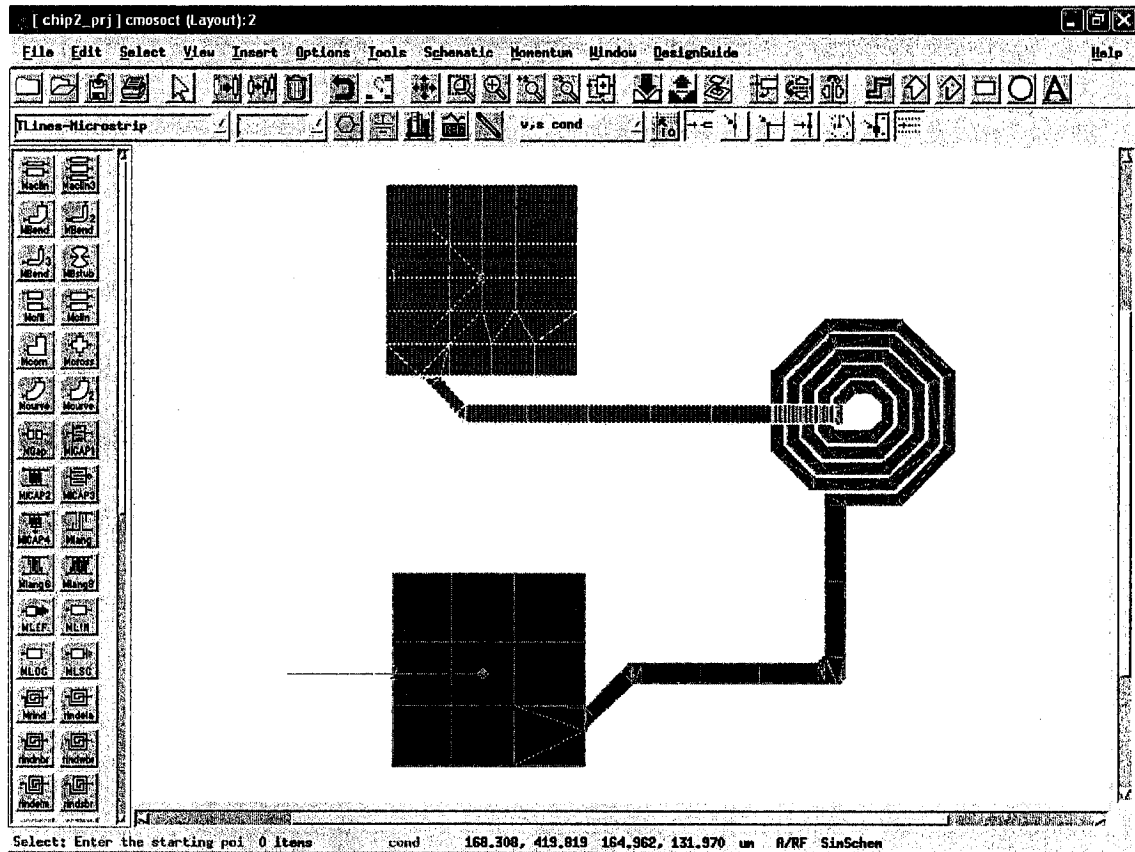 [ chip2_prj ] cmosoct (Layout):2
File Edit Select View Insert Options Tools Schematic Momentum Window DesignGuide Help
A
TLines-Microstrip v,s cond
Maclin Maclin3
MBend MBend
MBend MBstub
Mcfil Mclin
Mcorn Mcross
Mcurve Mcurve
MGap MICAP1
MICAP2 MICAP3
MICAP4 Mlang
Mlang6 Mlang8
MLEF MLIN
MLOC MLSC
Mrind
Select: Enter the starting poi 0 items cond 168.308, 419.819 164.962, 131.970 um A/RF SimSchem